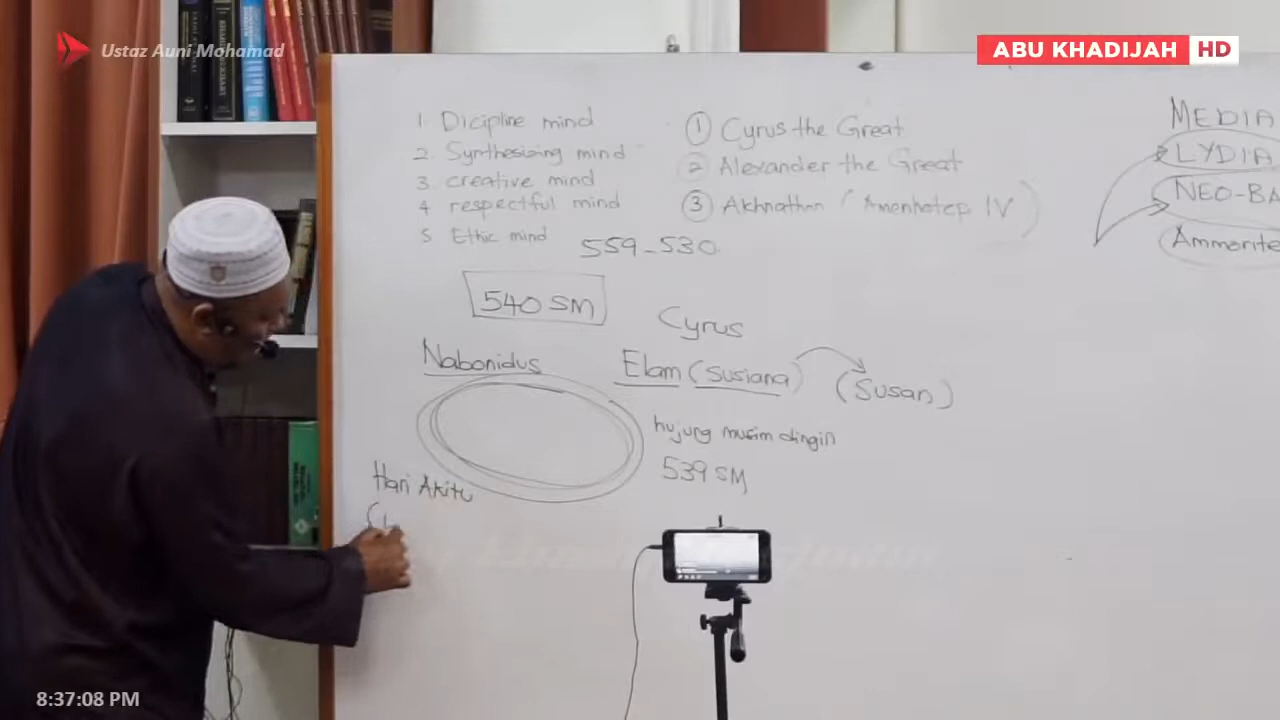 Ustaz Auni Mohamad
ABU KHADIJAH HD
1 Dicipline mind
2. Synthesizing mind
3 creative mind
4 respectful mind
5 Ethic mind
1 Cyrus the Great
2 Alexander the Great
3 Akhnathn (Amenhotep IV)
MEDIA
LYDIA
NEO-BA
Ammorite
559-530
540 SM
Cyrus
Nabonidus
Elam (Susiana) (Susan)
hujung musim dingin
539 SM
Hari Akitu
8:37:08 PM